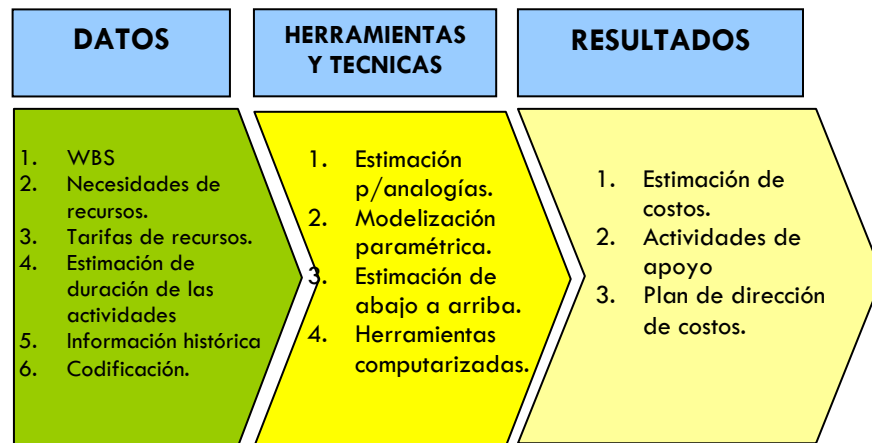 DATOS
HERRAMIENTAS
Y TECNICAS
RESULTADOS
1. WBS
2. Necesidades de
recursos.
3. Tarifas de recursos.
4. Estimación de
duración de las
actividades
5. Información histórica
6. Codificación.
1. Estimación
p/analogías.
2. Modelización
paramétrica.
3. Estimación de
abajo a arriba.
4. Herramientas
computarizadas.
1. Estimación de
costos.
2. Actividades de
apoyo
3. Plan de dirección
de costos.